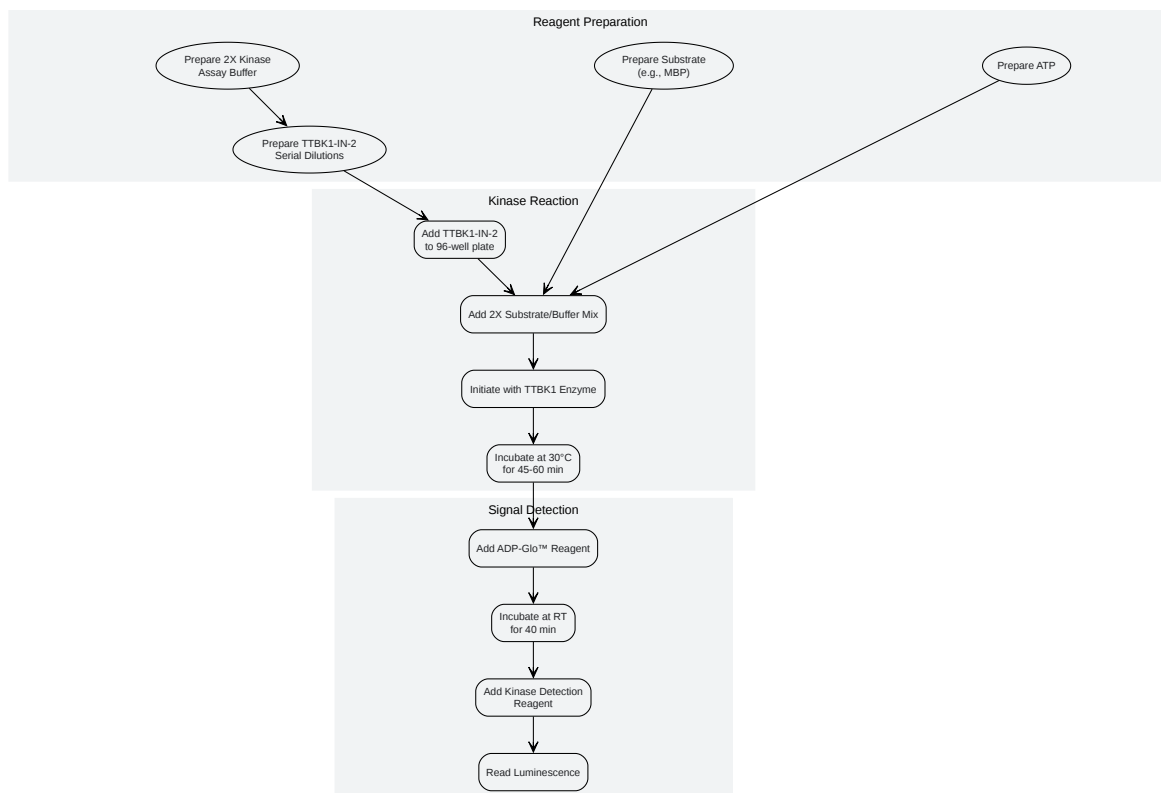 Reagent Preparation
Prepare 2X Kinase
Assay Buffer
Prepare Substrate
(e.g., MBP)
Prepare ATP
Prepare TTBK1-IN-2
Serial Dilutions
Kinase Reaction
Add TTBK1-IN-2
to 96-well plate
Add 2X Substrate/Buffer Mix
Initiate with TTBK1 Enzyme
Incubate at 30°C
for 45-60 min
Signal Detection
Add ADP-Glo™ Reagent
Incubate at RT
for 40 min
Add Kinase Detection
Reagent
Read Luminescence